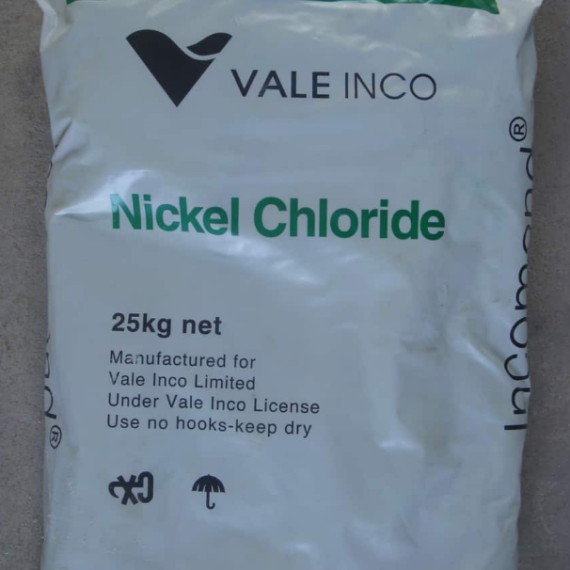 VALE INCO
Nickel Chloride
25kg net
Manufactured for
Vale Inco Limited
Under Vale Inco License
Use no hooks-keep dry
Incomond®